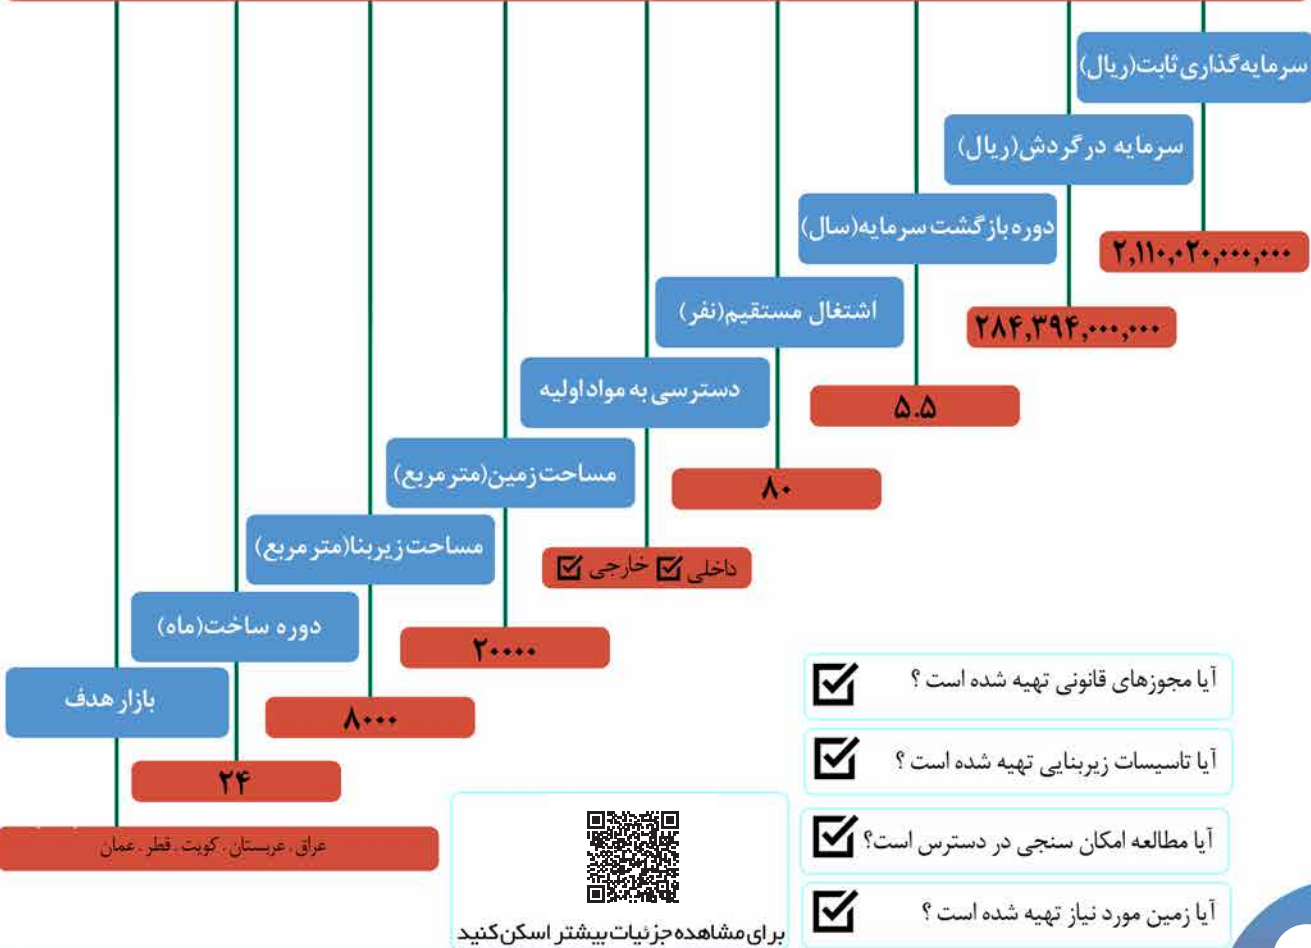 سرمایه‌گذاری ثابت(ریال)
۲,۱۱۰,۰۲۰,۰۰۰,۰۰۰
سرمایه در گردش(ریال)
۲۸۴,۳۹۴,۰۰۰,۰۰۰
دوره بازگشت سرمایه(سال)
۵.۵
اشتغال مستقیم(نفر)
۸۰
دسترسی به مواد اولیه
داخلی ☑ خارجی ☑
مساحت زمین(متر مربع)
۲۰۰۰۰
مساحت زیربنا(متر مربع)
۸۰۰۰
دوره ساخت(ماه)
۲۴
بازار هدف
عراق . عربستان . کویت . قطر . عمان
آیا مجوزهای قانونی تهیه شده است ؟ ☑
آیا تاسیسات زیربنایی تهیه شده است ؟ ☑
آیا مطالعه امکان سنجی در دسترس است؟ ☑
آیا زمین مورد نیاز تهیه شده است ؟ ☑
برای مشاهده جزئیات بیشتر اسکن کنید